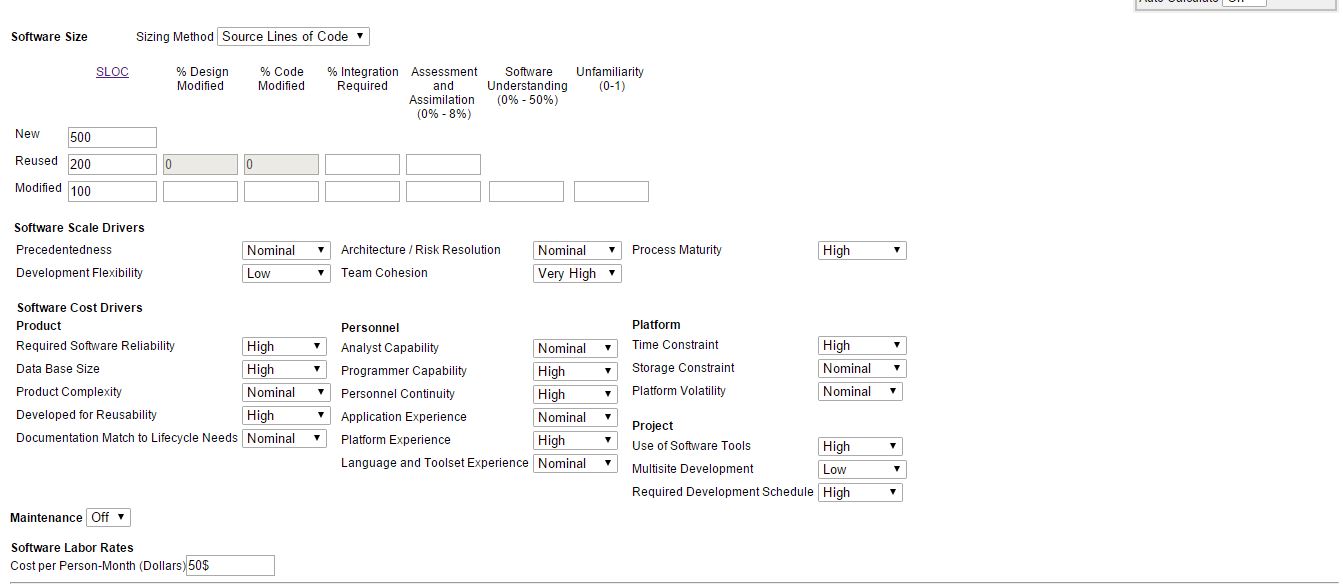 Auto Calculate
Software Size Sizing Method Source Lines of Code
SLOC % Design Modified % Code Modified % Integration Required Assessment and Assimilation (0% - 8%) Software Understanding (0% - 50%) Unfamiliarity (0-1)
New 500
Reused 200 0 0
Modified 100
Software Scale Drivers
Precedentedness Nominal Architecture / Risk Resolution Nominal Process Maturity High
Development Flexibility Low Team Cohesion Very High
Software Cost Drivers
Product Personnel Platform
Required Software Reliability High Analyst Capability Nominal Time Constraint High
Data Base Size High Programmer Capability High Storage Constraint Nominal
Product Complexity Nominal Personnel Continuity High Platform Volatility Nominal
Developed for Reusability High Application Experience Nominal Project
Documentation Match to Lifecycle Needs Nominal Platform Experience High Use of Software Tools High
Language and Toolset Experience Nominal Multisite Development Low
Required Development Schedule High
Maintenance Off
Software Labor Rates
Cost per Person-Month (Dollars) 50$